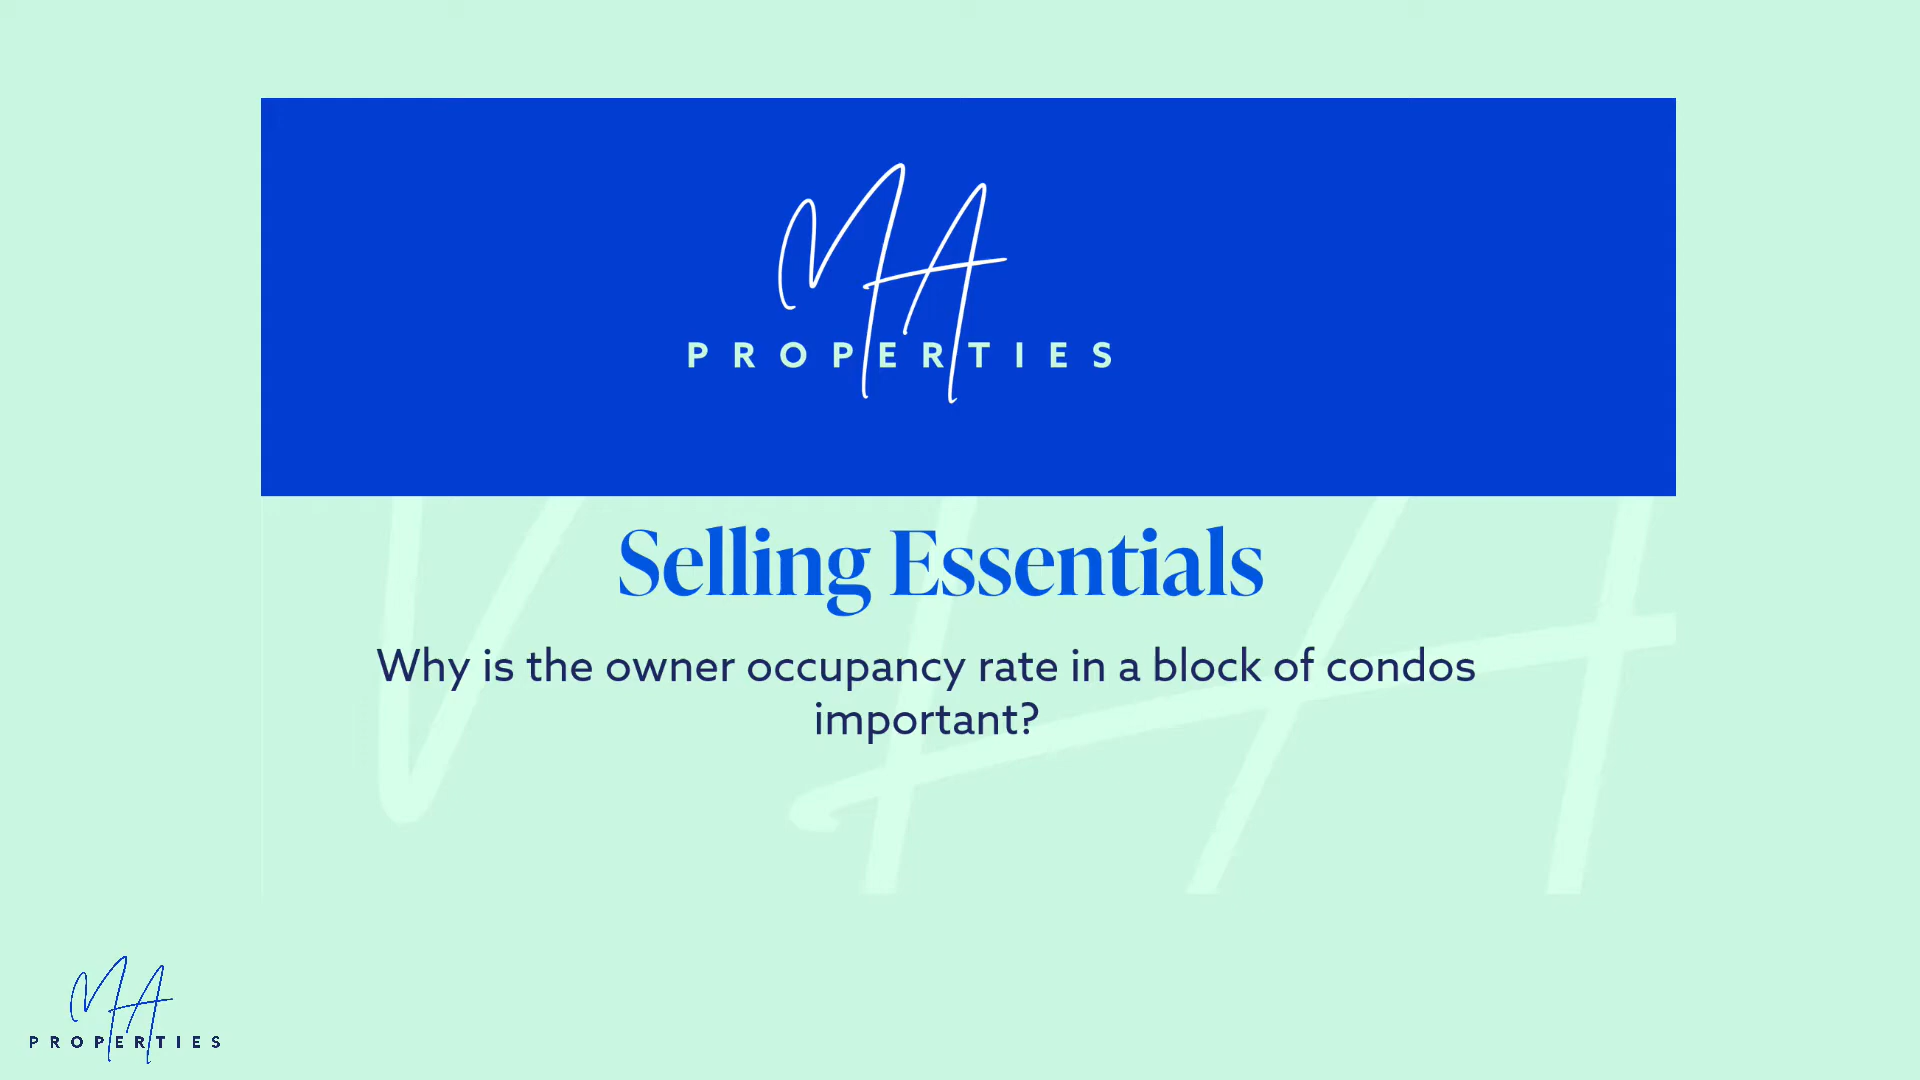 MA
PROPERTIES
Selling Essentials
Why is the owner occupancy rate in a block of condos
important?
MA
PROPERTIES